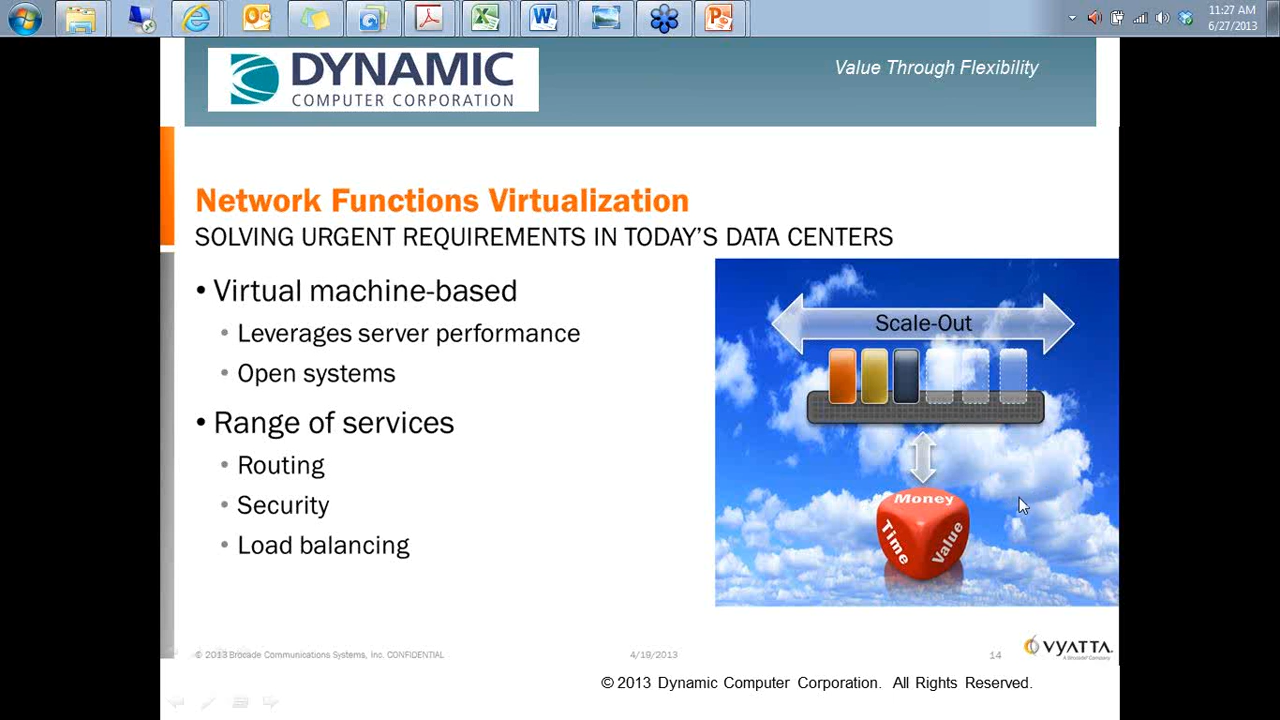 11:27 AM
6/27/2013
DYNAMIC
COMPUTER CORPORATION
Value Through Flexibility
Network Functions Virtualization
SOLVING URGENT REQUIREMENTS IN TODAY'S DATA CENTERS
• Virtual machine-based
• Leverages server performance
• Open systems
• Range of services
• Routing
• Security
• Load balancing
Scale-Out
Money
Time
Value
© 2013 Brocade Communications Systems, Inc. CONFIDENTIAL
4/19/2013
14
VYATTA
A Brocade Company
© 2013 Dynamic Computer Corporation. All Rights Reserved.